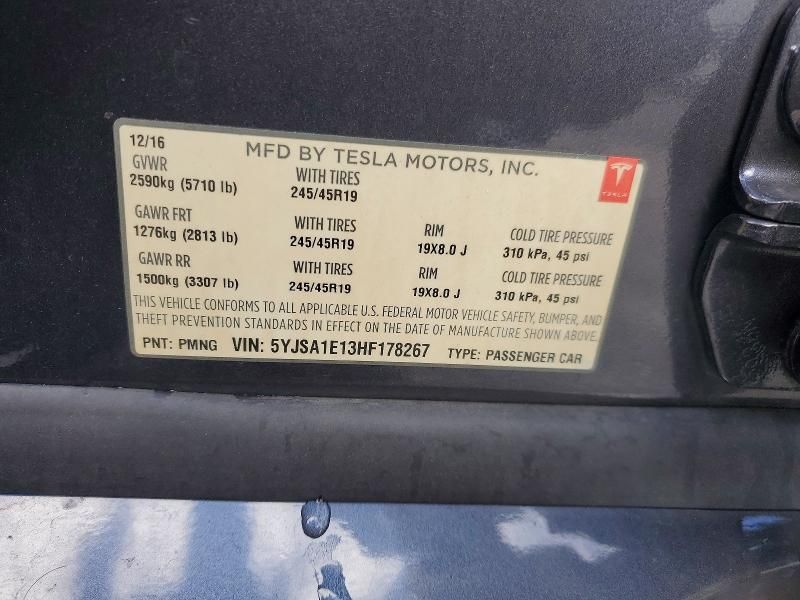 12/16
MFD BY TESLA MOTORS, INC.
GVWR
2590kg (5710 lb)
WITH TIRES
245/45R19
TESLA
GAWR FRT
1276kg (2813 lb)
WITH TIRES
245/45R19
RIM
19X8.0 J
COLD TIRE PRESSURE
310 kPa, 45 psi
GAWR RR
1500kg (3307 lb)
WITH TIRES
245/45R19
RIM
19X8.0 J
COLD TIRE PRESSURE
310 kPa, 45 psi
THIS VEHICLE CONFORMS TO ALL APPLICABLE U.S. FEDERAL MOTOR VEHICLE SAFETY, BUMPER, AND
THEFT PREVENTION STANDARDS IN EFFECT ON THE DATE OF MANUFACTURE SHOWN ABOVE.
PNT: PMNG VIN: 5YJSA1E13HF178267 TYPE: PASSENGER CAR